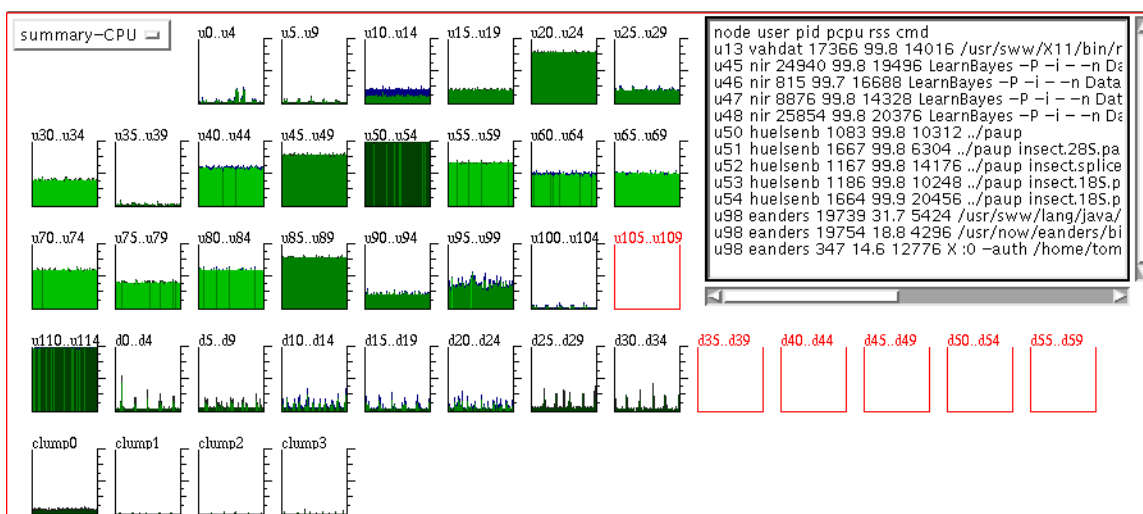 summary-CPU
u0..u4 u5..u9 u10..u14 u15..u19 u20..u24 u25..u29
node user pid pcpu rss cmd
u13 vahdat 17366 99.8 14016 /usr/sww/X11/bin/r
u45 nir 24940 99.8 19496 LearnBayes −P −i − −n Da
u46 nir 815 99.7 16688 LearnBayes −P −i − −n Data
u47 nir 8876 99.8 14328 LearnBayes −P −i − −n Dat
u48 nir 25854 99.8 20376 LearnBayes −P −i − −n Da
u50 huelsenb 1083 99.8 10312 ../paup
u51 huelsenb 1667 99.8 6304 ../paup insect.28S.pa
u52 huelsenb 1167 99.8 14176 ../paup insect.splice
u53 huelsenb 1186 99.8 10248 ../paup insect.18S.p
u54 huelsenb 1664 99.9 20456 ../paup insect.18S.p
u98 eanders 19739 31.7 5424 /usr/sww/lang/java/
u98 eanders 19754 18.8 4296 /usr/now/eanders/bi
u98 eanders 347 14.6 12776 X :0 −auth /home/tom
u30..u34 u35..u39 u40..u44 u45..u49 u50..u54 u55..u59 u60..u64 u65..u69
u70..u74 u75..u79 u80..u84 u85..u89 u90..u94 u95..u99 u100..u104 u105..u109
u110..u114 d0..d4 d5..d9 d10..d14 d15..d19 d20..d24 d25..d29 d30..d34 d35..d39 d40..d44 d45..d49 d50..d54 d55..d59
clump0 clump1 clump2 clump3